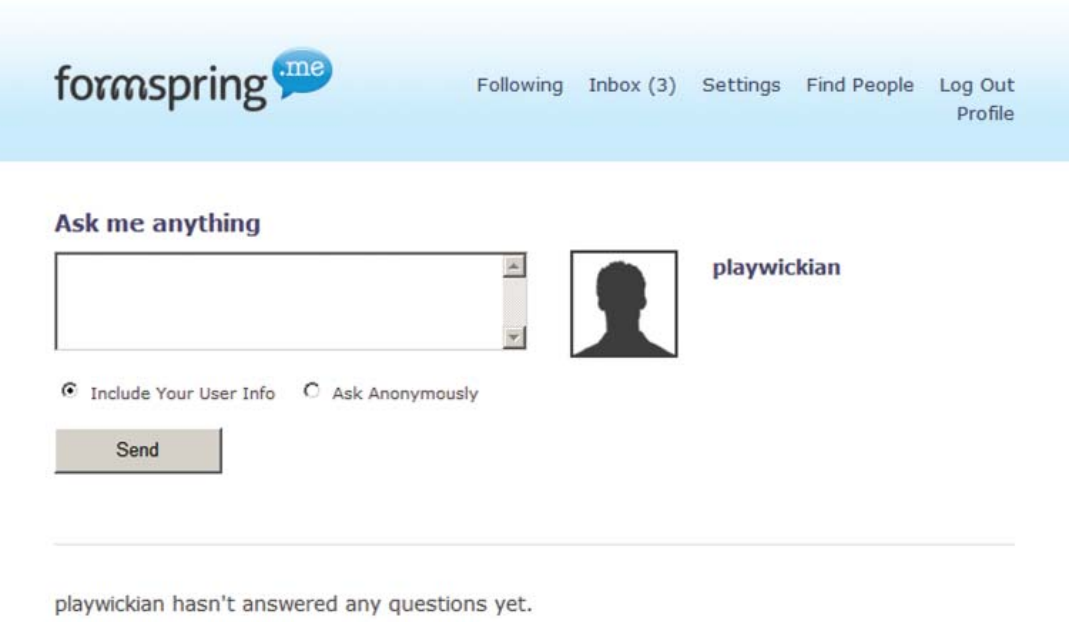 formspring.me
Following Inbox (3) Settings Find People Log Out
Profile
Ask me anything
playwickian
Include Your User Info Ask Anonymously
Send
playwickian hasn't answered any questions yet.